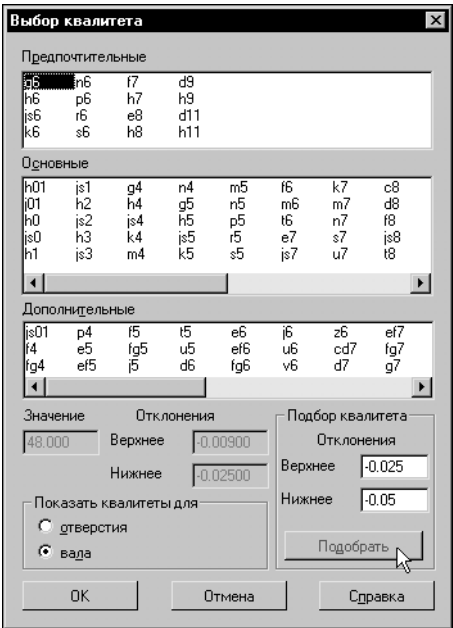 Выбор квалитета
Предпочтительные
g6 n6 f7 d9
h6 p6 h7 h9
js6 r6 e8 d11
k6 s6 h8 h11
Основные
h01 js1 g4 n4 m5 f6 k7 c8
j01 h2 h4 g5 n5 m6 m7 d8
h0 js2 js4 h5 p5 t6 n7 f8
js0 h3 k4 js5 r5 e7 s7 js8
h1 js3 m4 k5 s5 js7 u7 t8
Дополнительные
js01 p4 f5 t5 e6 j6 z6 ef7
f4 e5 fg5 u5 ef6 u6 cd7 fg7
fg4 ef5 j5 d6 fg6 v6 d7 g7
Значение Отклонения
48.000 Верхнее -0.00900
Нижнее -0.02500
Подбор квалитета
Отклонения
Верхнее -0.025
Нижнее -0.05
Подобрать
Показать квалитеты для
отверстия
вала
OK Отмена Справка